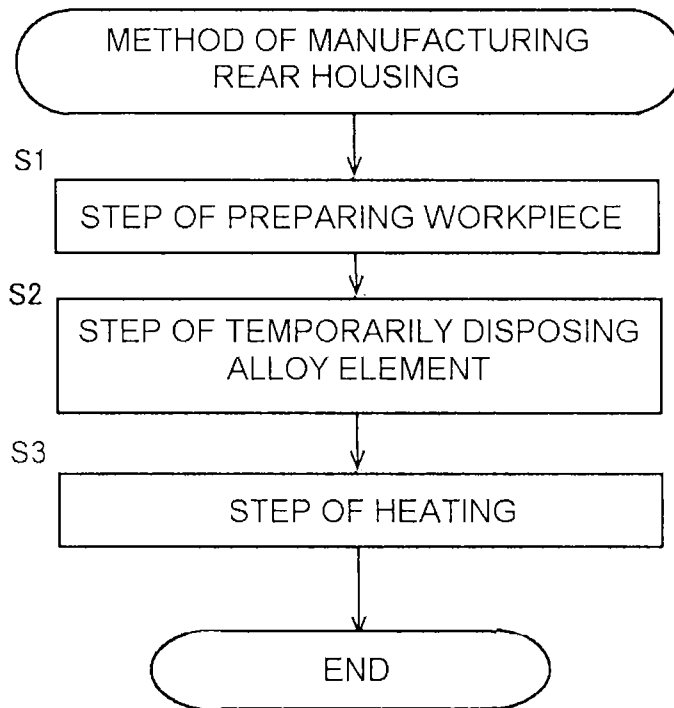 METHOD OF MANUFACTURING
REAR HOUSING
S1
STEP OF PREPARING WORKPIECE
S2
STEP OF TEMPORARILY DISPOSING
ALLOY ELEMENT
S3
STEP OF HEATING
END